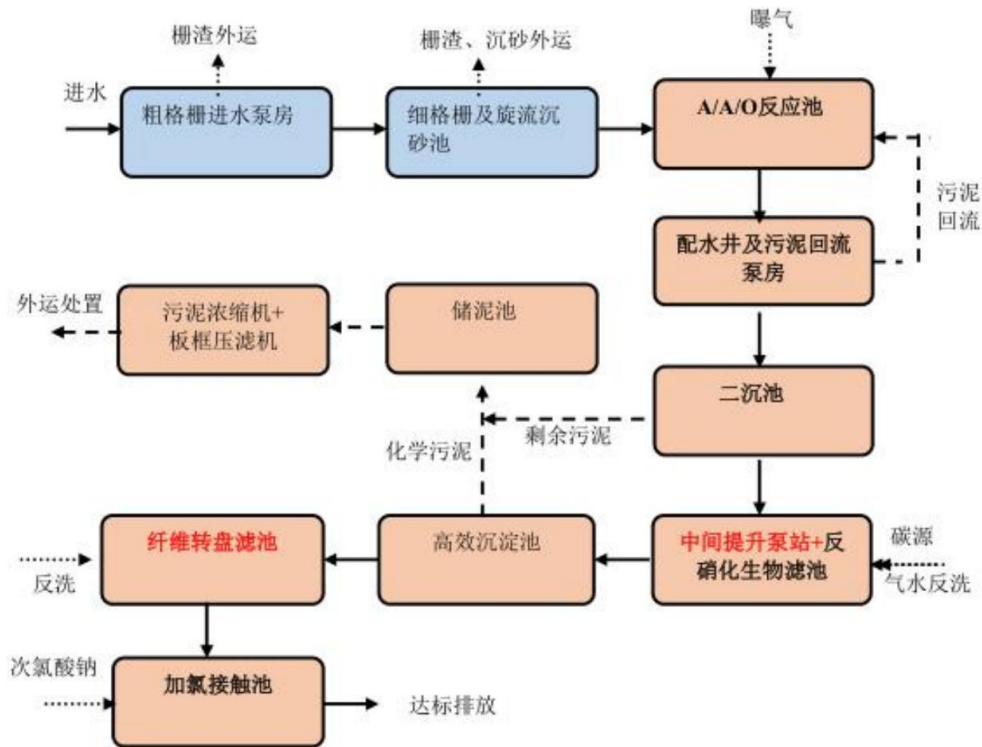 栅渣外运
栅渣、沉砂外运
曝气
进水
粗格栅进水泵房
细格栅及旋流沉
砂池
A/A/O反应池
污泥
回流
配水井及污泥回流
泵房
外运处置
污泥浓缩机+
板框压滤机
储泥池
二沉池
剩余污泥
化学污泥
纤维转盘滤池
高效沉淀池
中间提升泵站+反
硝化生物滤池
碳源
气水反洗
反洗
次氯酸钠
加氯接触池
达标排放